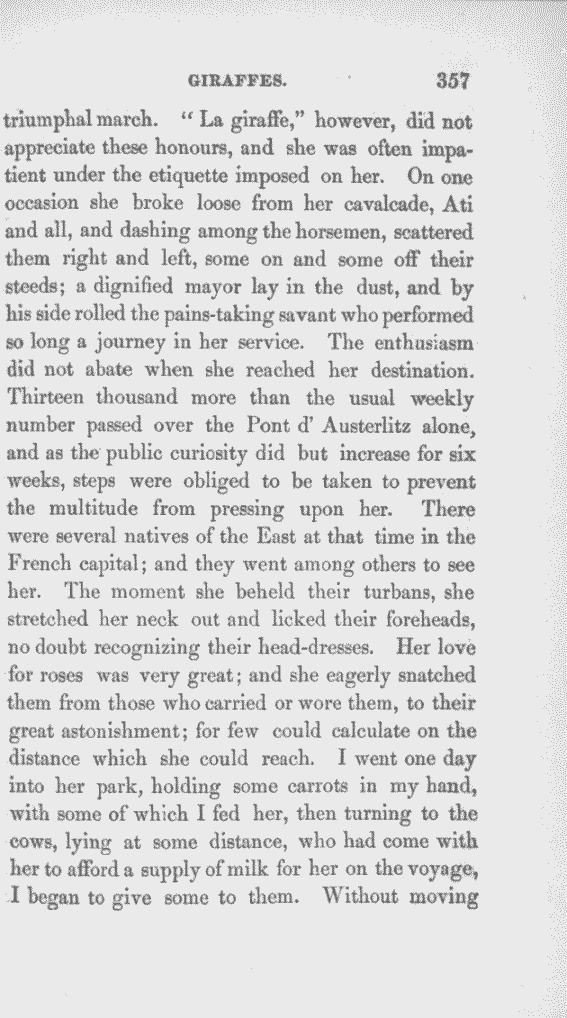 GIRAFFES. 357
triumphal march. “ La giraffe,” however, did not
appreciate these honours, and she was often impa-
tient under the etiquette imposed on her. On one
occasion she broke loose from her cavalcade, Ati
and all, and dashing among the horsemen, scattered
them right and left, some on and some off their
steeds; a dignified mayor lay in the dust, and by
his side rolled the pains-taking savant who performed
so long a journey in her service. The enthusiasm
did not abate when she reached her destination.
Thirteen thousand more than the usual weekly
number passed over the Pont d’ Austerlitz alone,
and as the public curiosity did but increase for six
weeks, steps were obliged to be taken to prevent
the multitude from pressing upon her. There
were several natives of the East at that time in the
French capital; and they went among others to see
her. The moment she beheld their turbans, she
stretched her neck out and licked their foreheads,
no doubt recognizing their head-dresses. Her love
for roses was very great; and she eagerly snatched
them from those who carried or wore them, to their
great astonishment; for few could calculate on the
distance which she could reach. I went one day
into her park, holding some carrots in my hand,
with some of which I fed her, then turning to the
cows, lying at some distance, who had come with
her to afford a supply of milk for her on the voyage,
I began to give some to them. Without moving